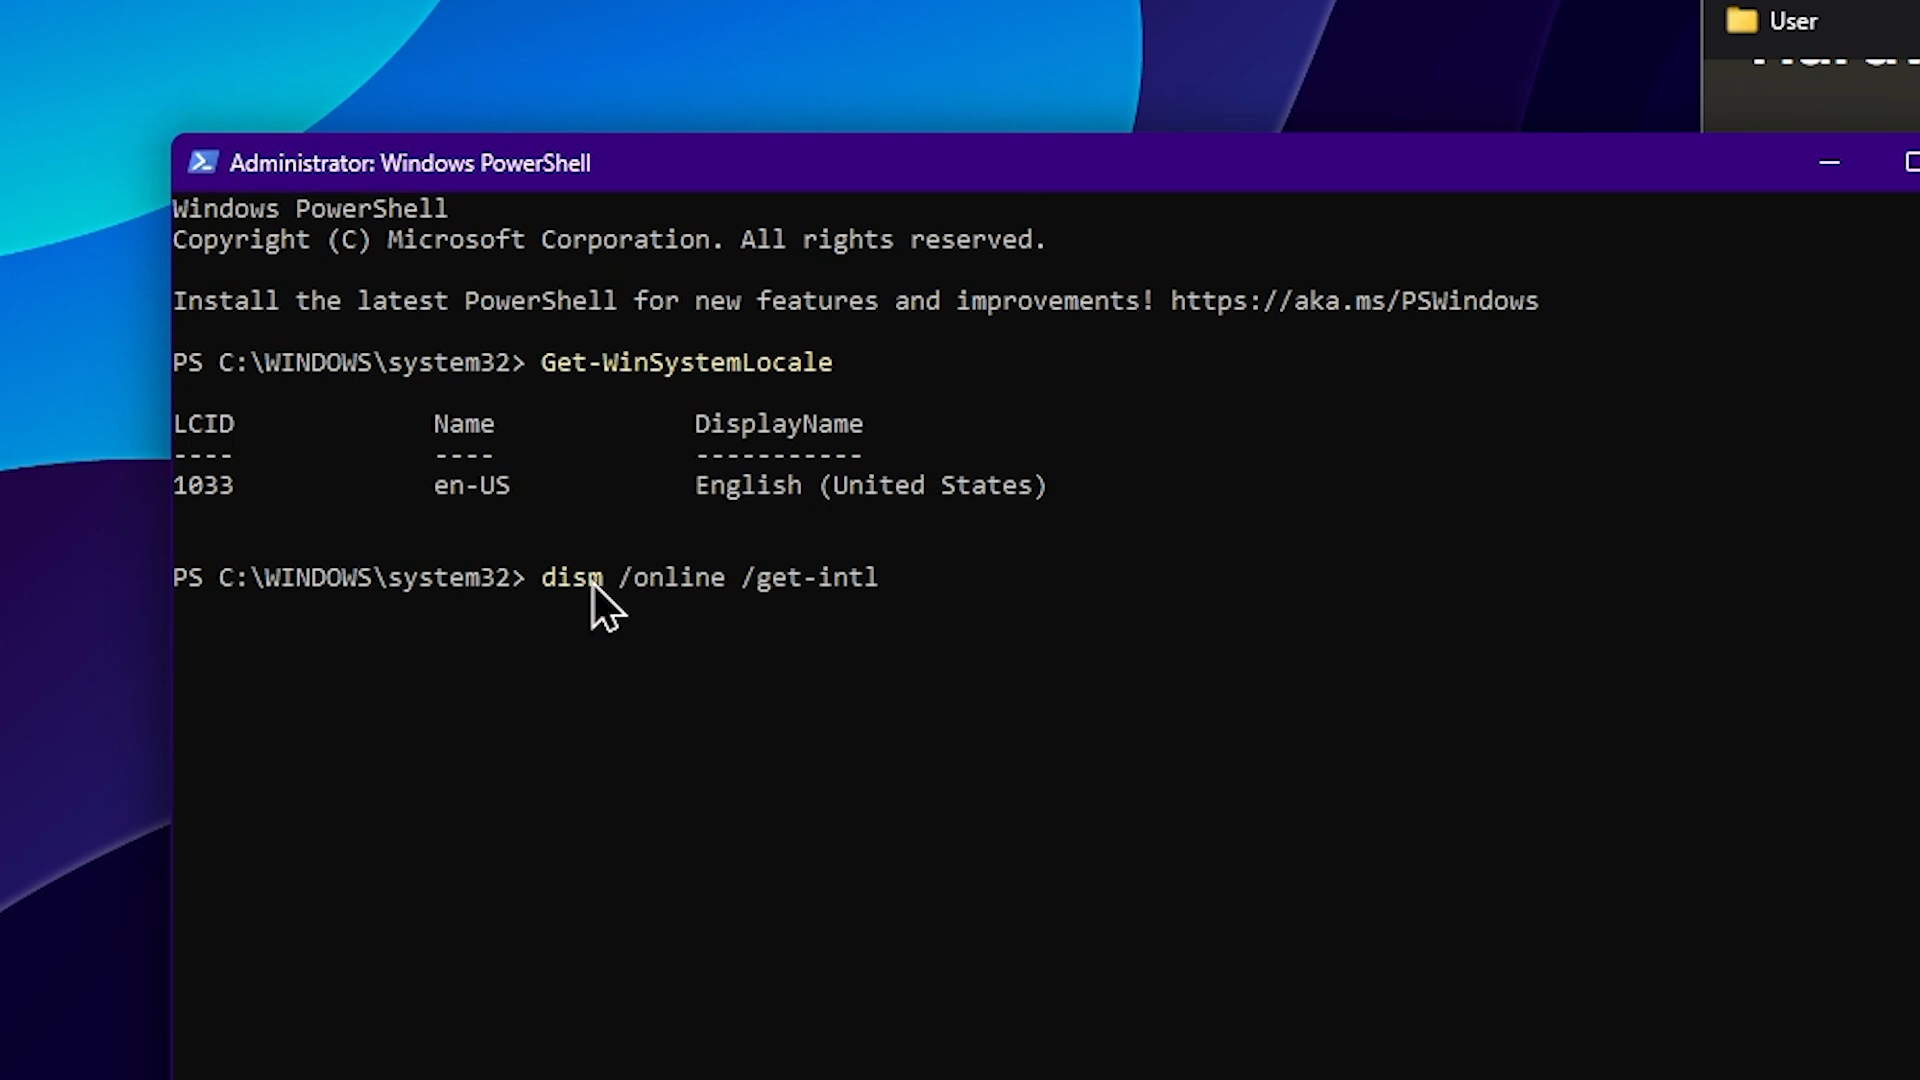 User
Administrator: Windows PowerShell
Windows PowerShell
Copyright (C) Microsoft Corporation. All rights reserved.
Install the latest PowerShell for new features and improvements! https://aka.ms/PSWindows
PS C:\WINDOWS\system32> Get-WinSystemLocale
LCID Name DisplayName
---- ---- -----------
1033 en-US English (United States)
PS C:\WINDOWS\system32> dism /online /get-intl